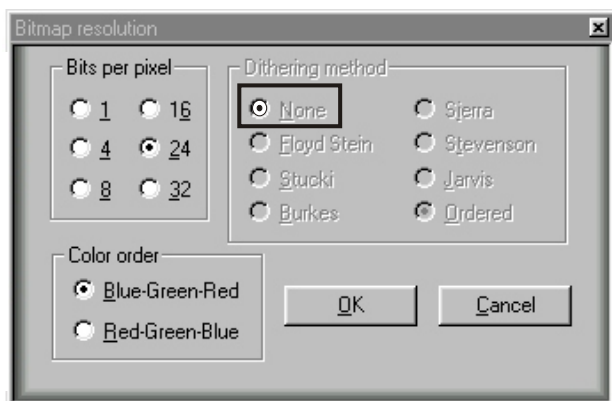 Bitmap resolution
Bits per pixel
1 16
4 24
8 32
Dithering method
None Sierra
Floyd Stein Stevenson
Stucki Jarvis
Burkes Ordered
Color order
Blue-Green-Red
Red-Green-Blue
OK Cancel